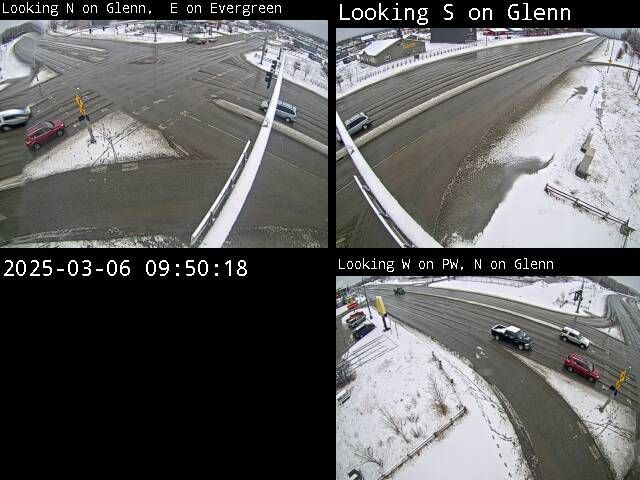 Looking N on Glenn,  E on Evergreen
Looking S on Glenn
2025-03-06 09:50:18
Looking W on PW, N on Glenn